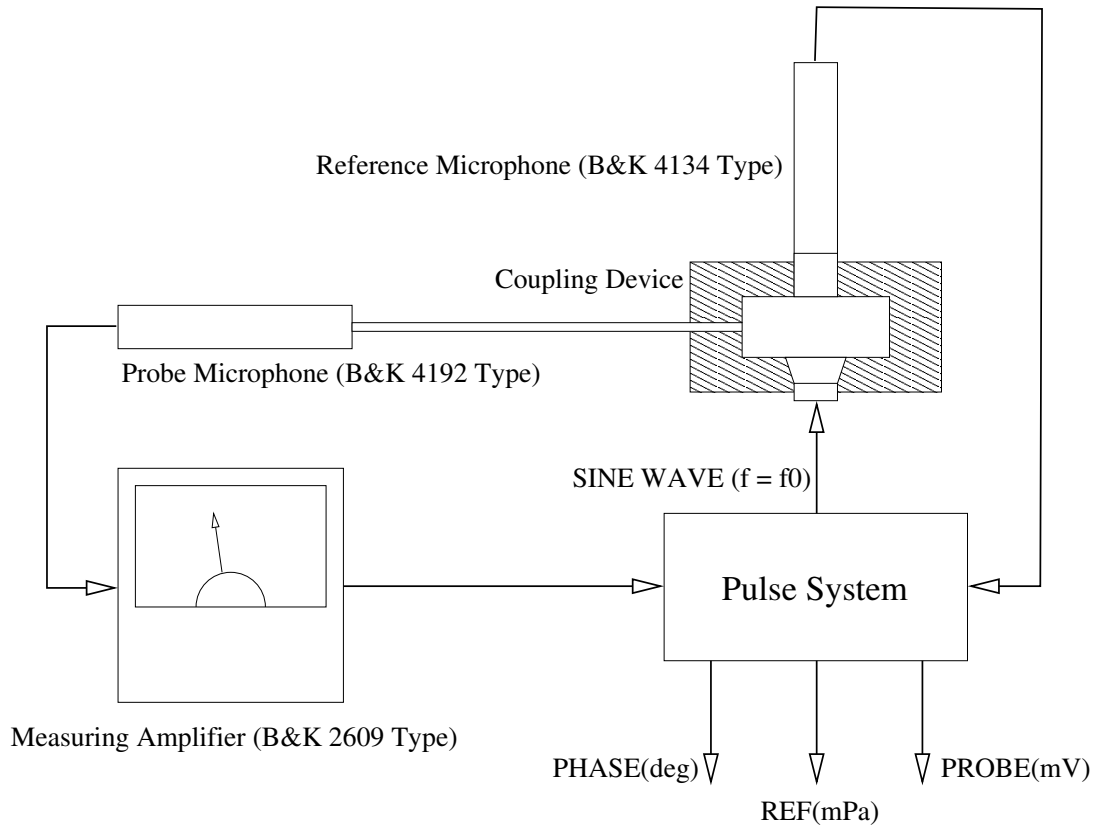 Reference Microphone (B&K 4134 Type)
Coupling Device
Probe Microphone (B&K 4192 Type)
SINE WAVE (f = f0)
Pulse System
Measuring Amplifier (B&K 2609 Type)
PHASE(deg)
PROBE(mV)
REF(mPa)